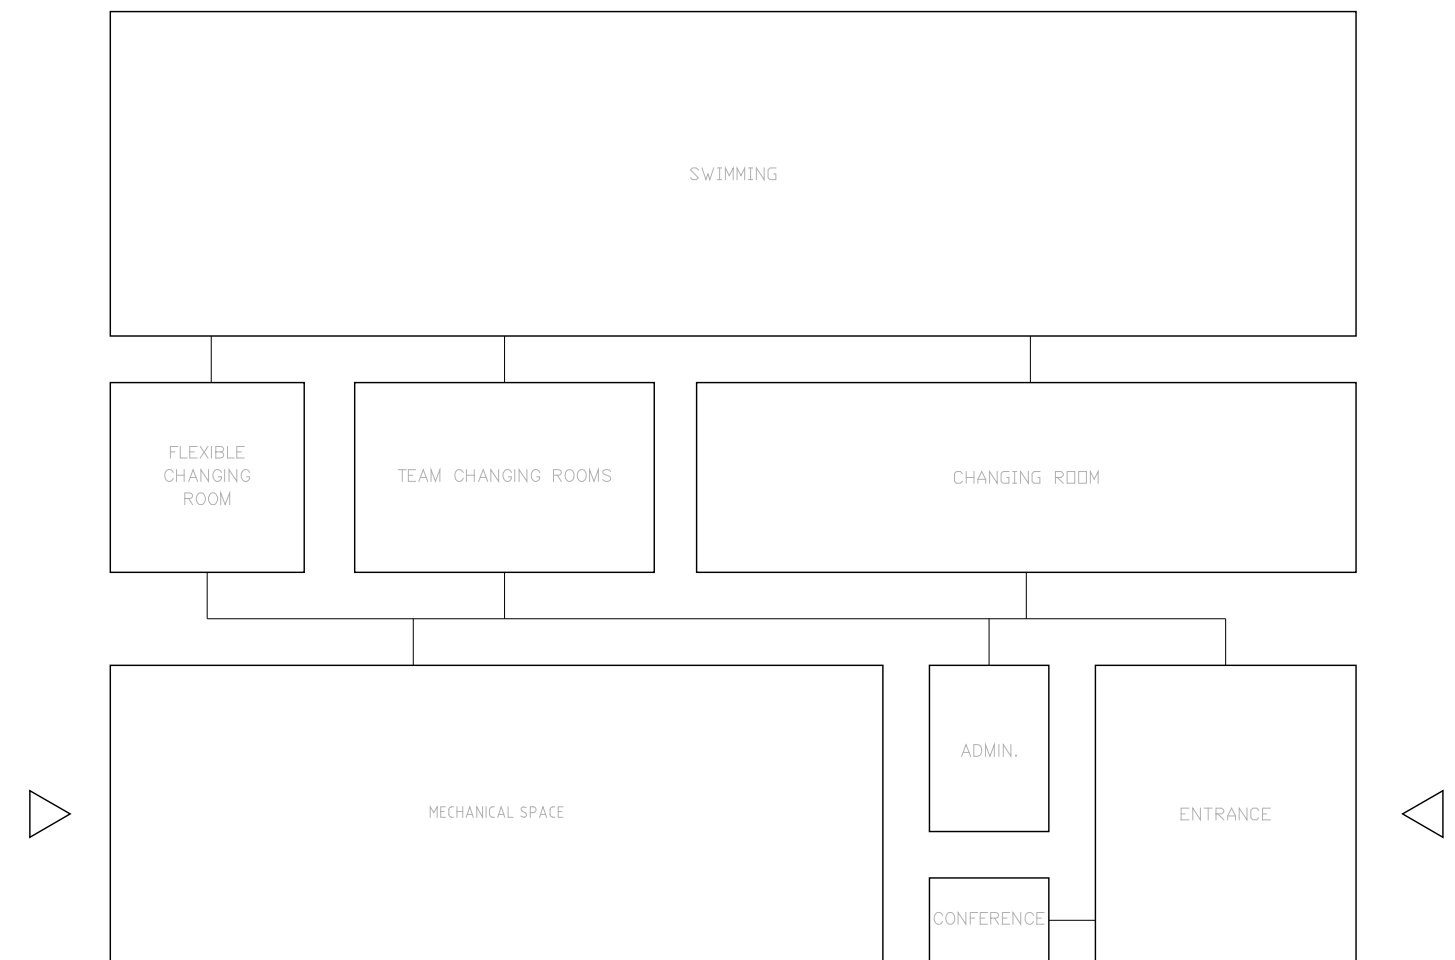 SWIMMING
FLEXIBLE
CHANGING
ROOM
TEAM CHANGING ROOMS
CHANGING ROOM
ADMIN.
MECHANICAL SPACE
ENTRANCE
CONFERENCE